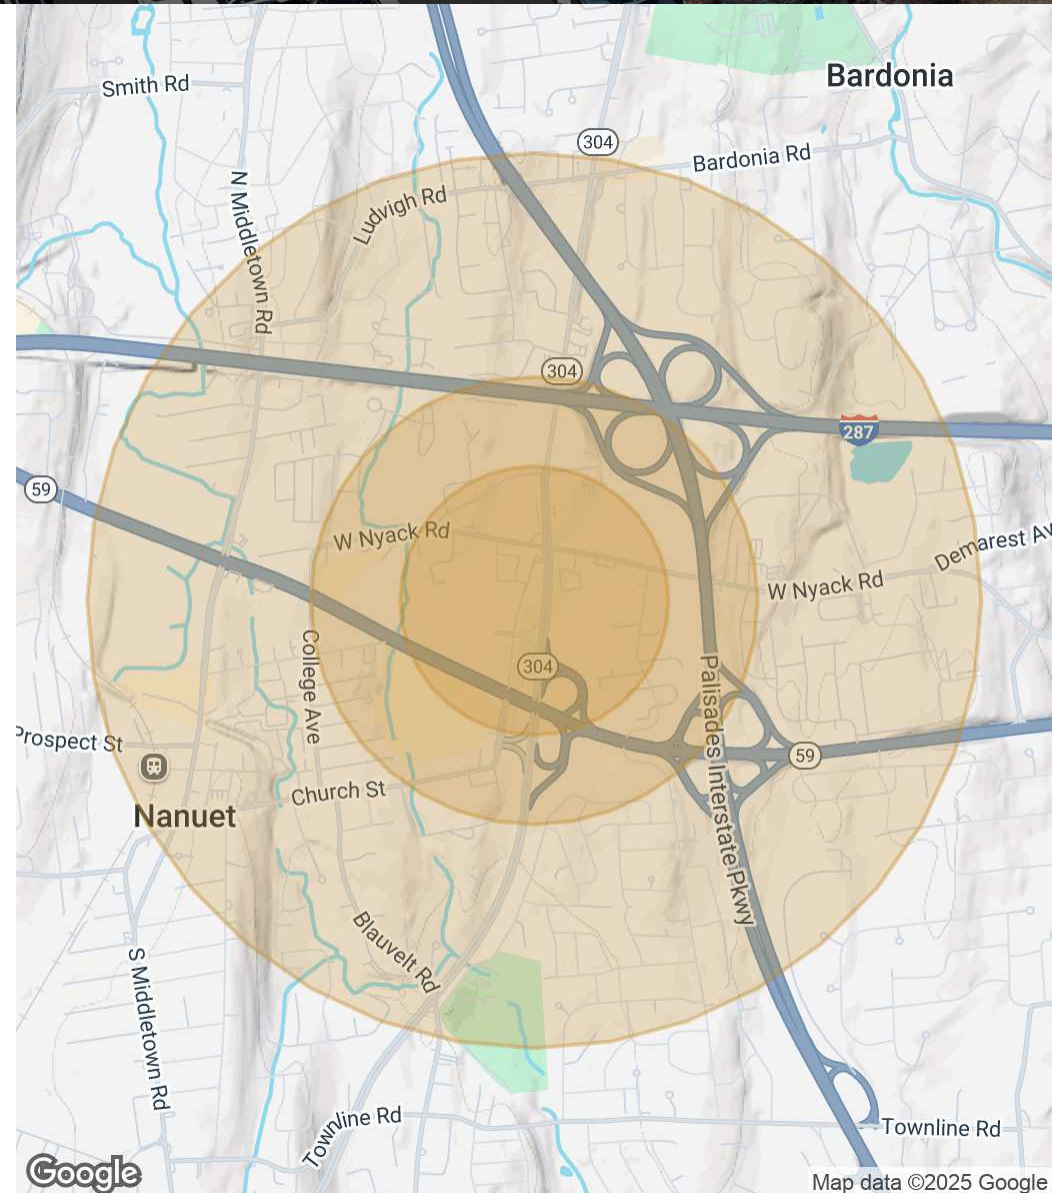 Smith Rd
Bardonia
304
Bardonia Rd
N Middletown Rd
Ludvigh Rd
304
287
59
W Nyack Rd
Demarest Av
W Nyack Rd
College Ave
304
Palisades Interstate Pkwy
Prospect St
59
Church St
Nanuet
Blauvelt Rd
S Middletown Rd
Townline Rd
Townline Rd
Google
Map data ©2025 Google